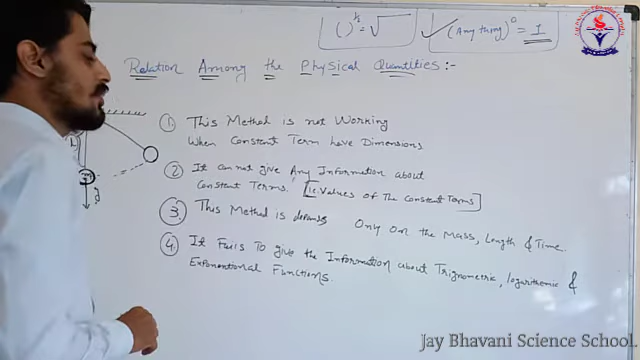 ( )^½ = √
✓ (Any thing)^0 = 1
Relation Among the Physical Quantities :-
① This Method is not Working
When Constant Term have Dimensions
② It can not give Any Information about
Constant Terms. [i.e. Values of the Constant Terms]
③ This Method is depends Only on the Mass, Length & Time.
④ It Fails To give the Information about Trignometric, logarithemic &
Exponentional Functions.
g
Jay Bhavani Science School.